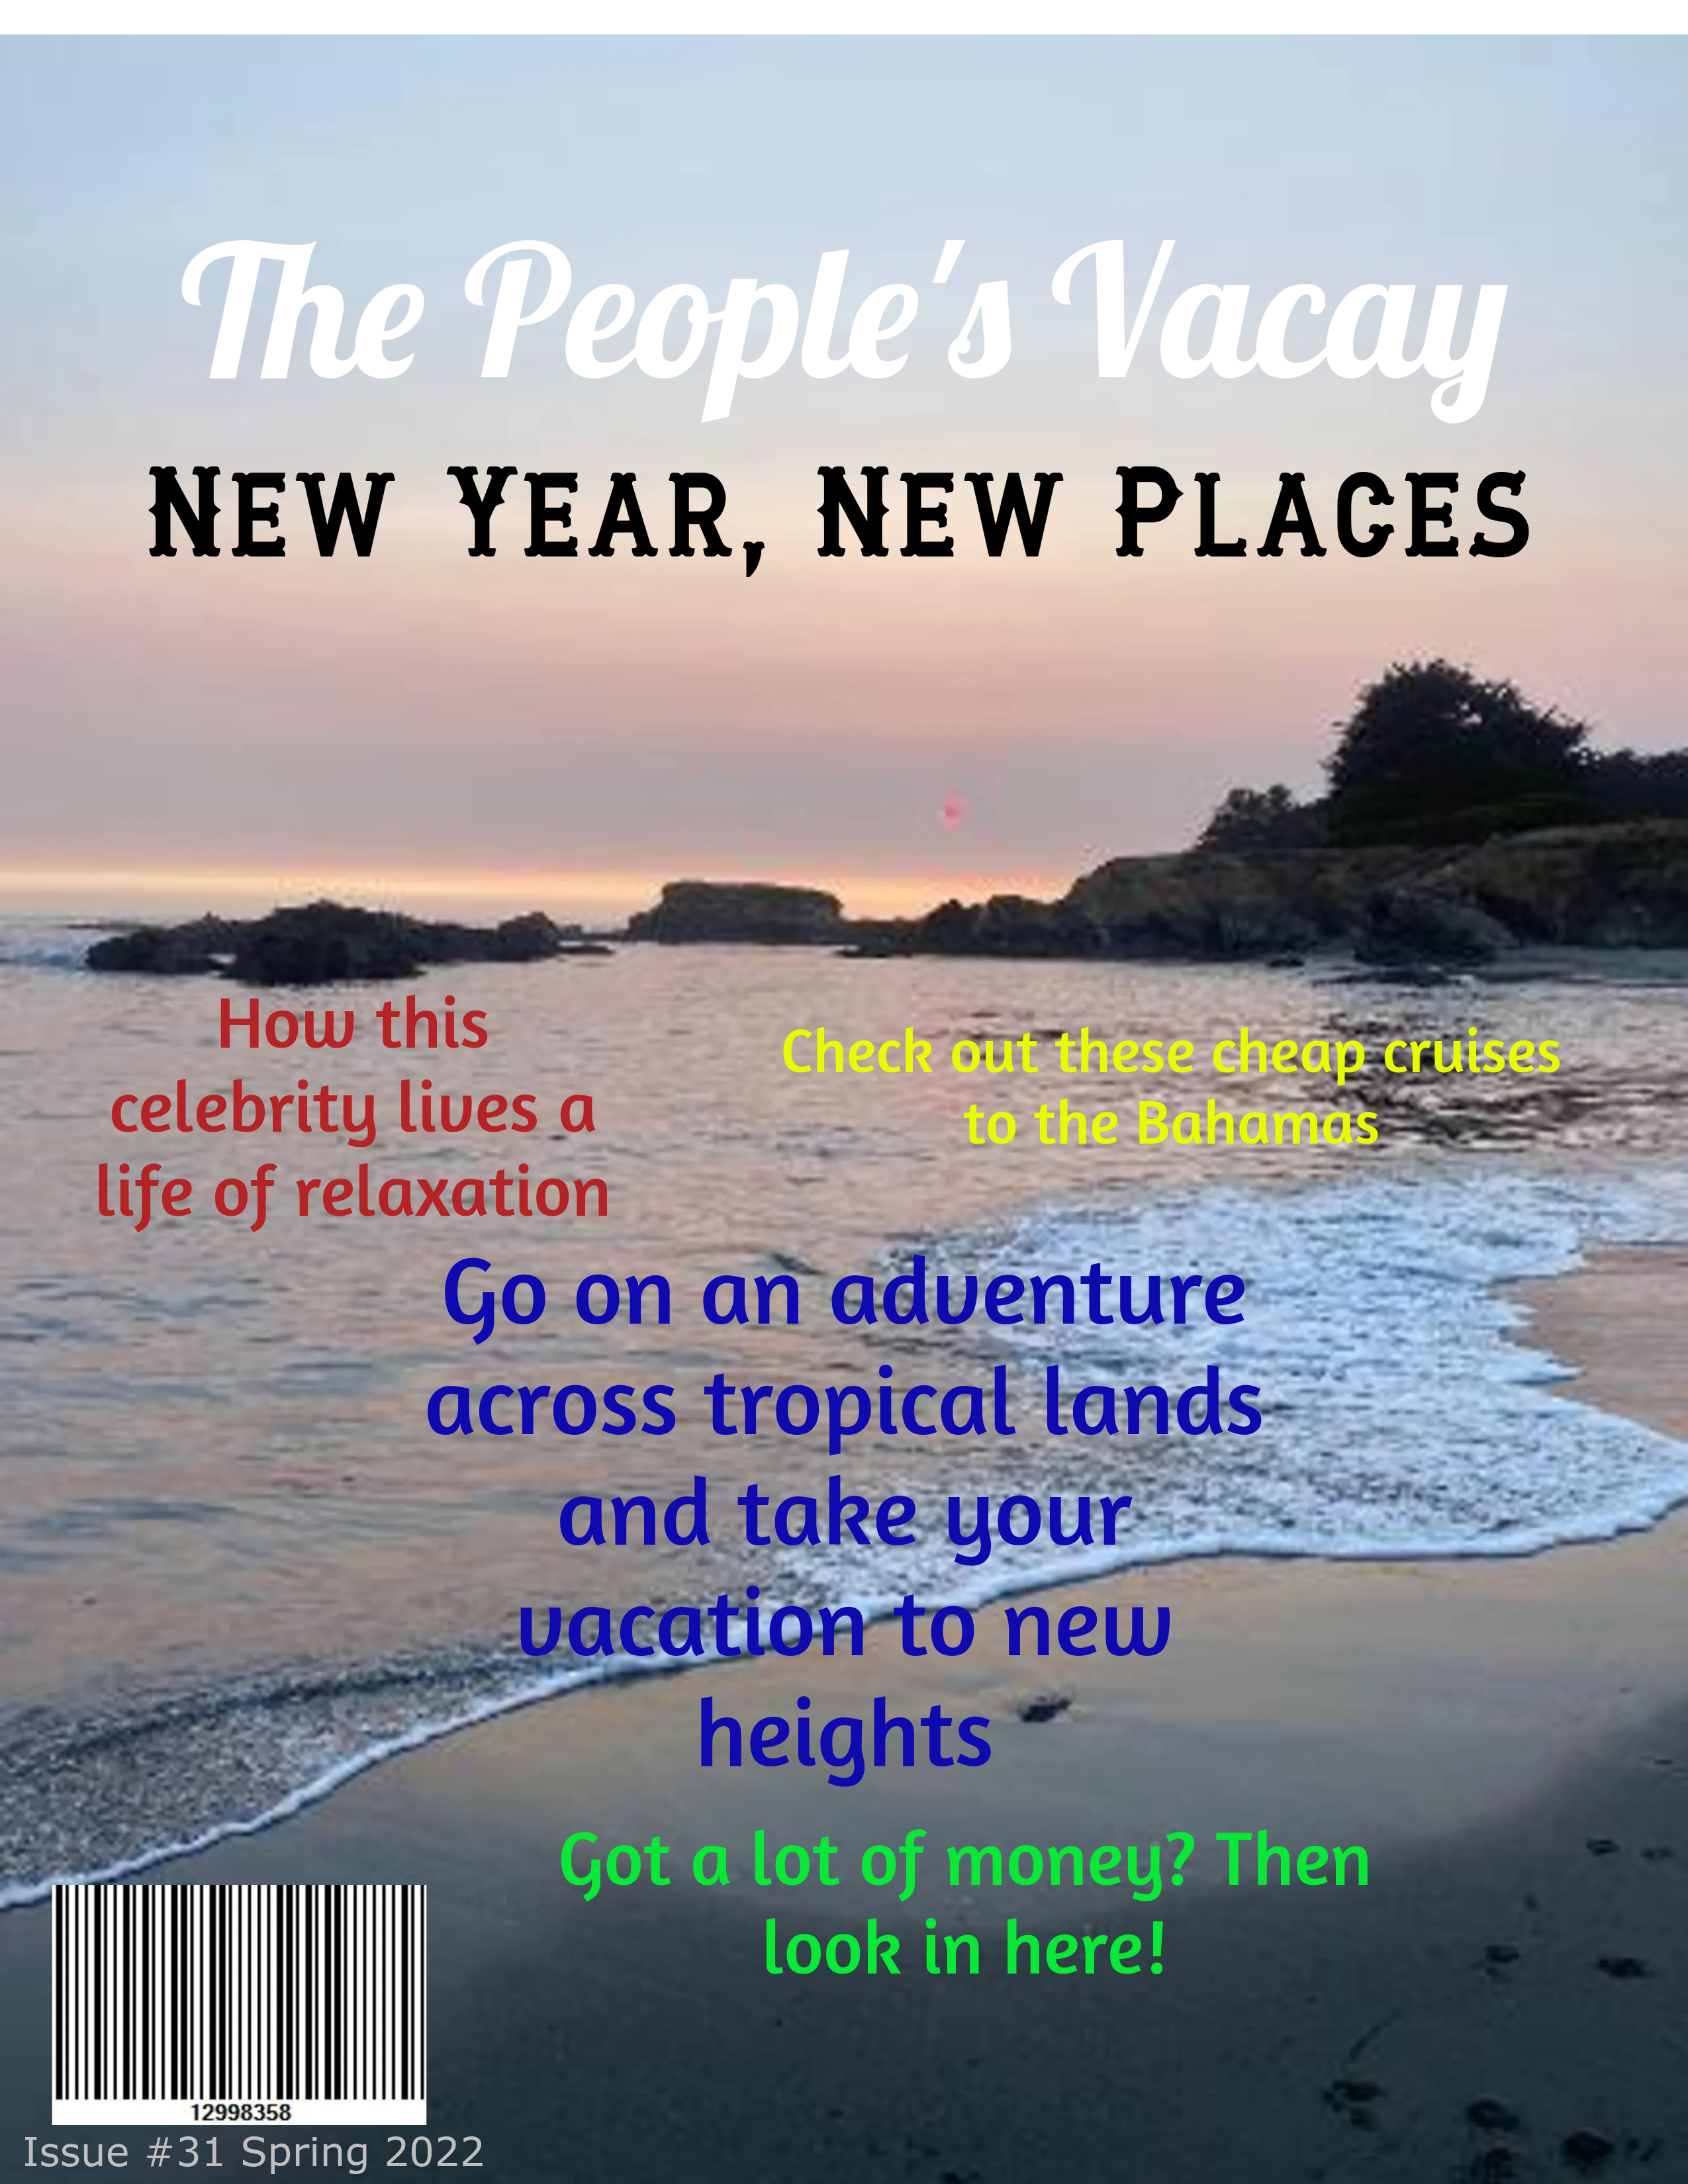 The People's Vacay
New Year, New Places
How this
celebrity lives a
life of relaxation
Check out these cheap cruises
to the Bahamas
Go on an adventure
across tropical lands
and take your
vacation to new
heights
Got a lot of money? Then
look in here!
12998358
Issue #31 Spring 2022